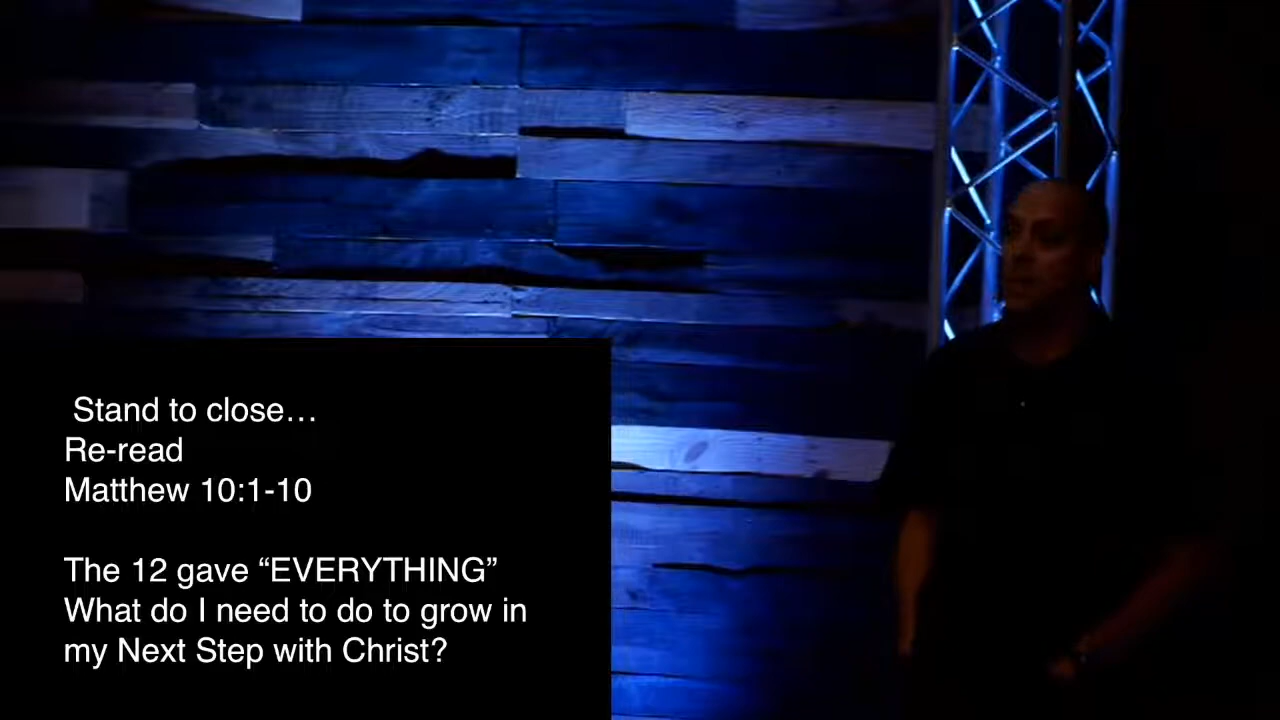 Stand to close…
Re-read
Matthew 10:1-10
The 12 gave “EVERYTHING”
What do I need to do to grow in
my Next Step with Christ?